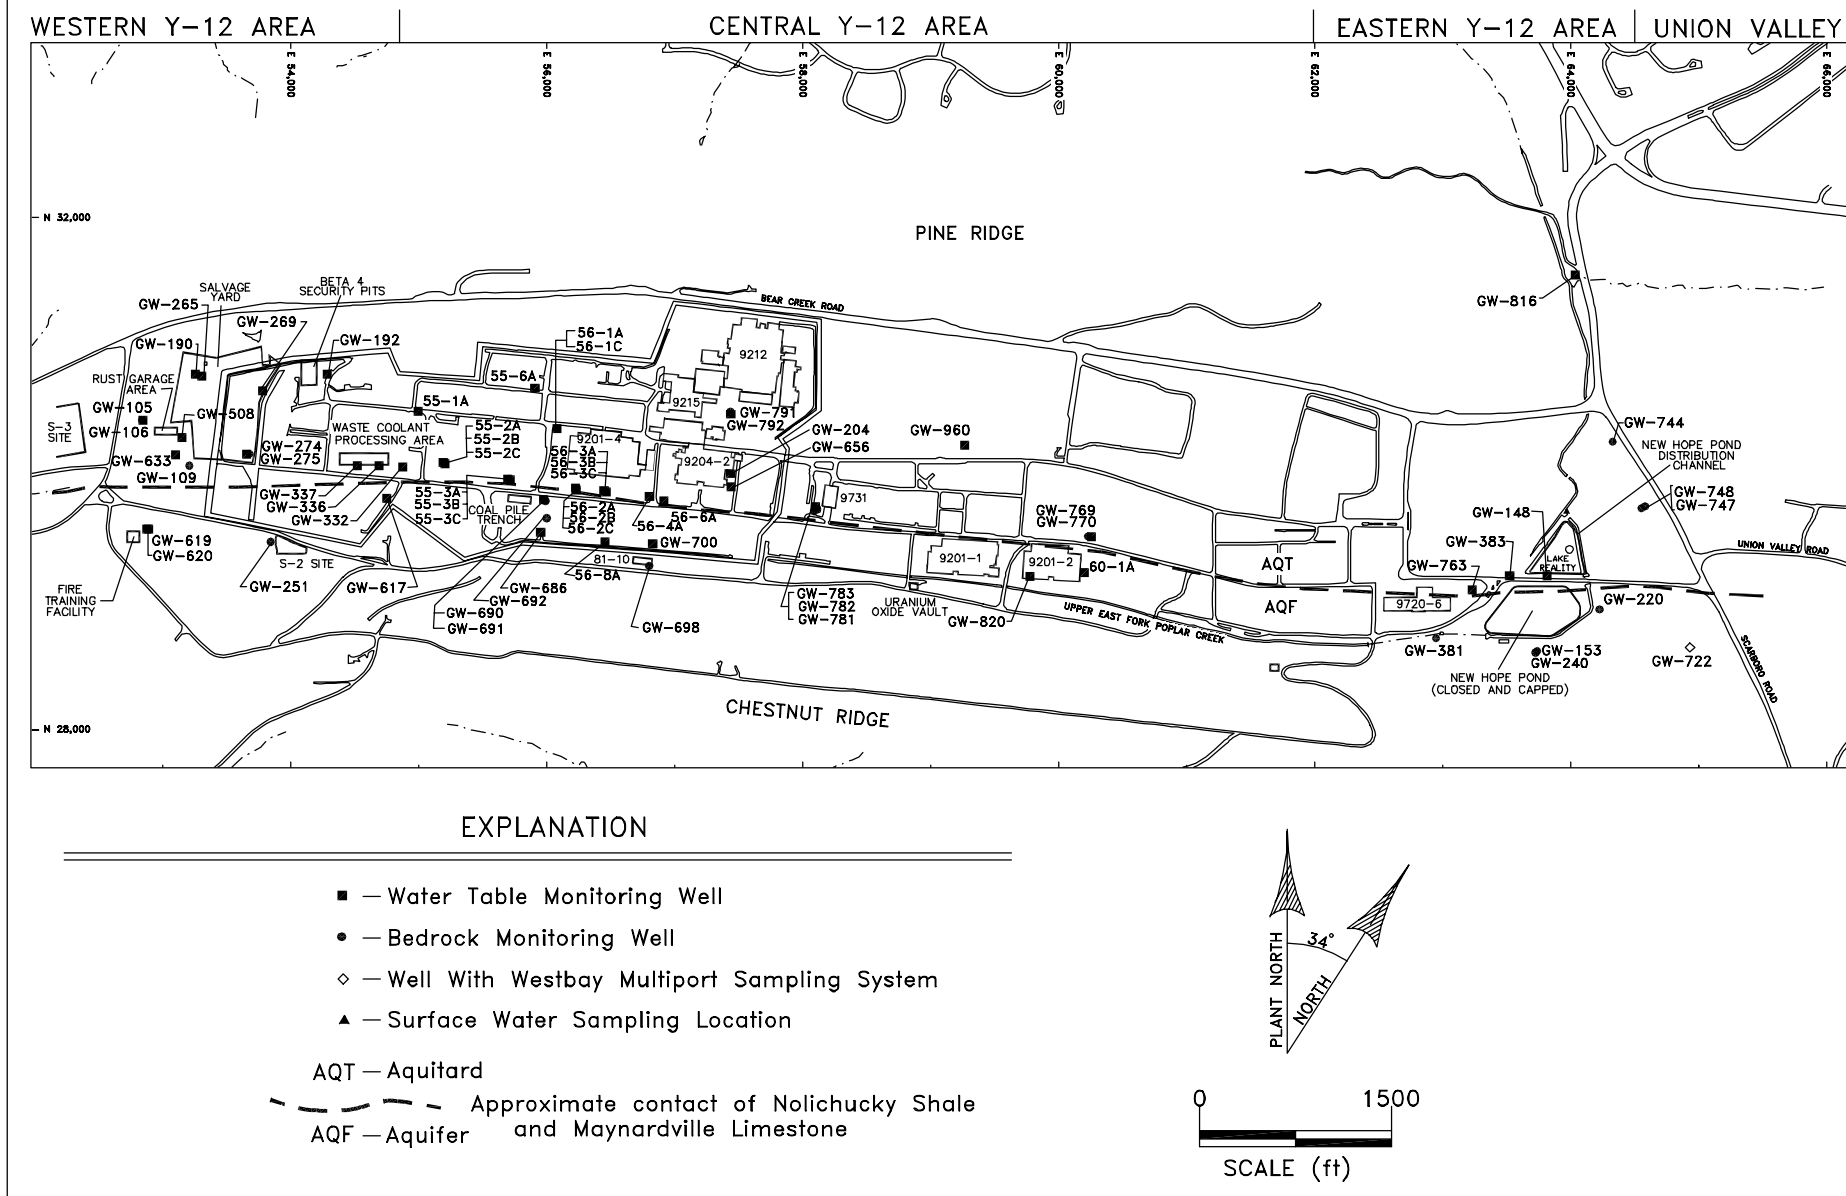 WESTERN Y-12 AREA
CENTRAL Y-12 AREA
EASTERN Y-12 AREA
UNION VALLEY
E 54,000
E 56,000
E 58,000
E 60,000
E 62,000
E 64,000
E 66,000
N 32,000
PINE RIDGE
GW-816
SALVAGE
YARD
BETA 4
SECURITY PITS
GW-265
GW-269
GW-190
GW-192
BEAR CREEK ROAD
56-1A
56-1C
9212
RUST GARAGE
AREA
55-6A
9215
GW-105
GW-508
55-1A
GW-791
GW-792
S-3
SITE
GW-106
WASTE COOLANT
PROCESSING AREA
55-2A
55-2B
55-2C
9201-4
GW-204
GW-960
GW-656
GW-744
GW-274
GW-275
56-3A
56-3B
56-3C
9204-2
NEW HOPE POND
DISTRIBUTION
CHANNEL
GW-633
GW-109
GW-337
GW-336
GW-332
55-3A
55-3B
55-3C
COAL PILE
TRENCH
56-2A
56-2B
56-2C
56-4A
56-6A
9731
GW-769
GW-770
GW-148
GW-748
GW-747
GW-619
GW-620
GW-700
GW-383
UNION VALLEY ROAD
S-2 SITE
81-10
9201-1
9201-2
60-1A
AQT
GW-763
LAKE
REALITY
FIRE
TRAINING
FACILITY
GW-251
GW-617
GW-686
GW-692
56-8A
GW-783
GW-782
GW-781
URANIUM
OXIDE VAULT
GW-820
AQF
9720-6
GW-220
GW-690
GW-691
GW-698
UPPER EAST FORK POPLAR CREEK
GW-381
GW-153
GW-240
GW-722
SCARBORO ROAD
NEW HOPE POND
(CLOSED AND CAPPED)
CHESTNUT RIDGE
N 28,000
EXPLANATION
— Water Table Monitoring Well
— Bedrock Monitoring Well
— Well With Westbay Multiport Sampling System
— Surface Water Sampling Location
AQT — Aquitard
Approximate contact of Nolichucky Shale
and Maynardville Limestone
AQF — Aquifer
PLANT NORTH
34°
NORTH
0 1500
SCALE (ft)